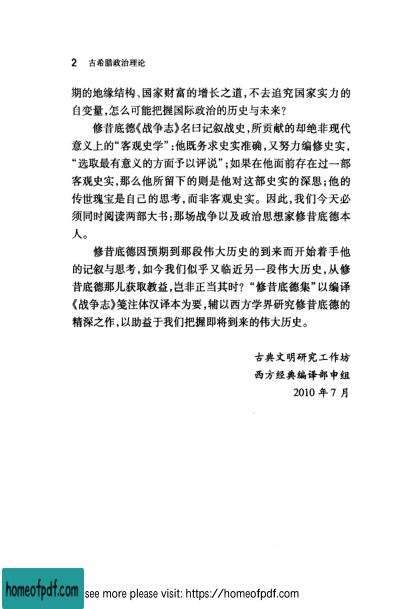 2 古希腊政治理论
期的地缘结构、国家财富的增长之道,不去追究国家实力的
自变量,怎么可能把握国际政治的历史与未来?
修昔底德《战争志》名曰记叙战史,所贡献的却绝非现代
意义上的“客观史学”:他既务求史实准确,又努力编修史实,
“选取最有意义的方面予以评说”;如果在他面前存在过一部
客观史实,那么他所留下的则是他对这部史实的深思;他的
传世瑰宝是自己的思考,而非客观史实。因此,我们今天必
须同时阅读两部大书:那场战争以及政治思想家修昔底德本
人。
修昔底德因预期到那段伟大历史的到来而开始着手他
的记叙与思考,如今我们似乎又临近另一段伟大历史,从修
昔底德那儿获取教益,岂非正当其时?“修昔底德集”以编译
《战争志》笺注体汉译本为要,辅以西方学界研究修昔底德的
精深之作,以助益于我们把握即将到来的伟大历史。
古典文明研究工作坊
西方经典编译部申组
2010 年 7 月
homeofpdf.com see more please visit: https://homeofpdf.com